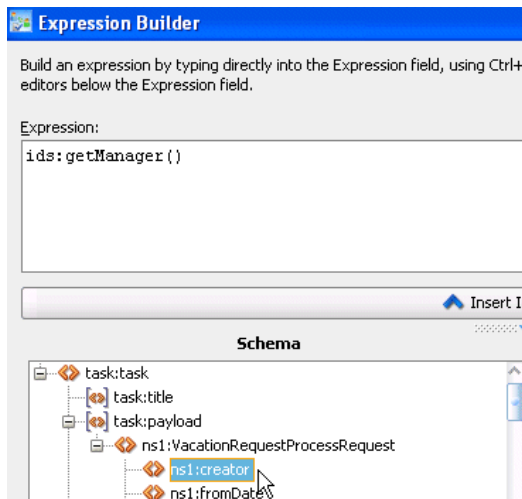 Expression Builder
Build an expression by typing directly into the Expression field, using Ctrl+
editors below the Expression field.
Expression:
ids:getManager()
Insert I
Schema
task:task
task:title
task:payload
ns1:VacationRequestProcessRequest
ns1:creator
ns1:fromDate